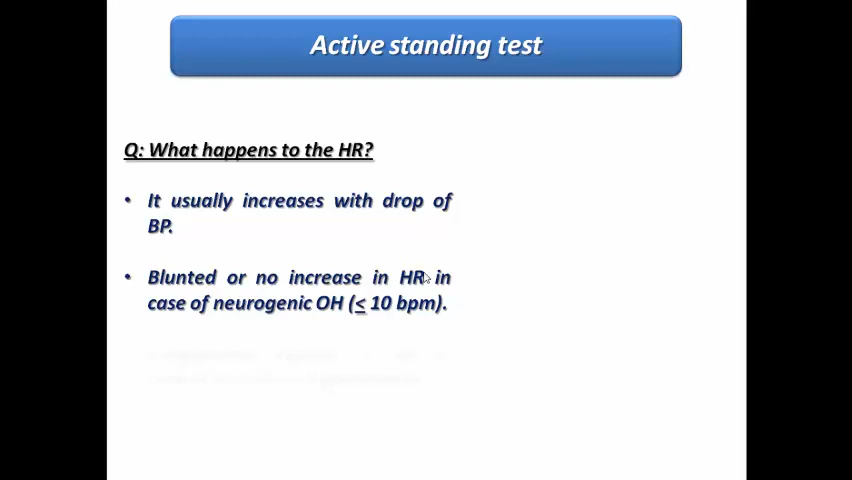 Active standing test
Q: What happens to the HR?
• It usually increases with drop of
BP.
• Blunted or no increase in HR in
case of neurogenic OH (≤ 10 bpm).